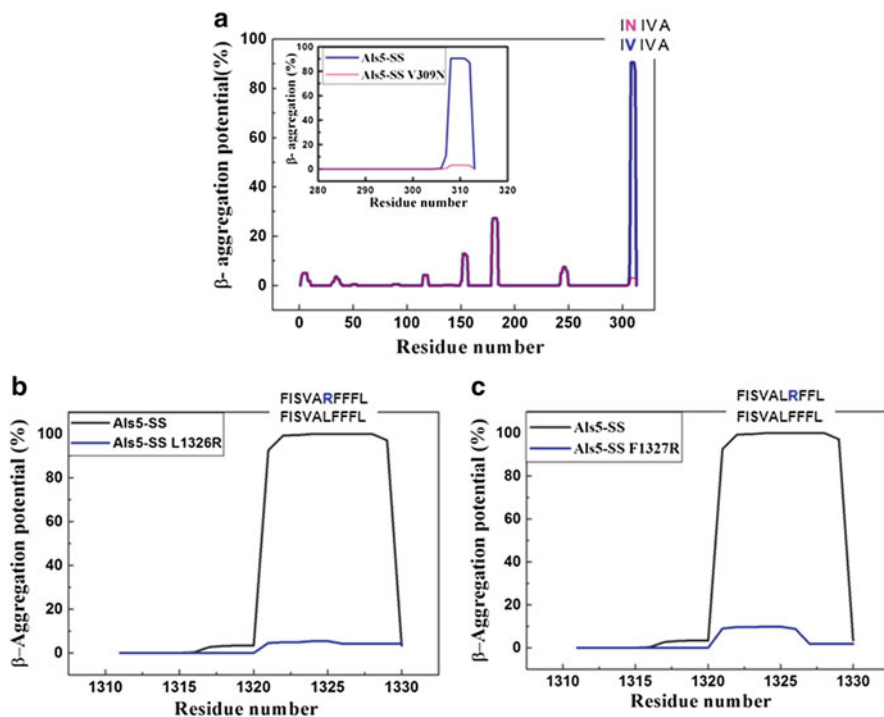 a
I N IVA
I V IVA
β- aggregation potential(%)
100
80
60
40
20
0
0
50
100
150
200
250
300
Residue number
Als5-SS
Als5-SS V309N
β- aggregation (%)
100
80
60
40
20
0
280
290
300
310
320
Residue number
b
FISVARFFFL
FISVALFFFL
Als5-SS
Als5-SS L1326R
β–Aggregation potential (%)
100
80
60
40
20
0
1310
1315
1320
1325
1330
Residue number
c
FISVALRFFL
FISVALFFFL
Als5-SS
Als5-SS F1327R
β–Aggregation potential (%)
100
80
60
40
20
0
1310
1315
1320
1325
1330
Residue number